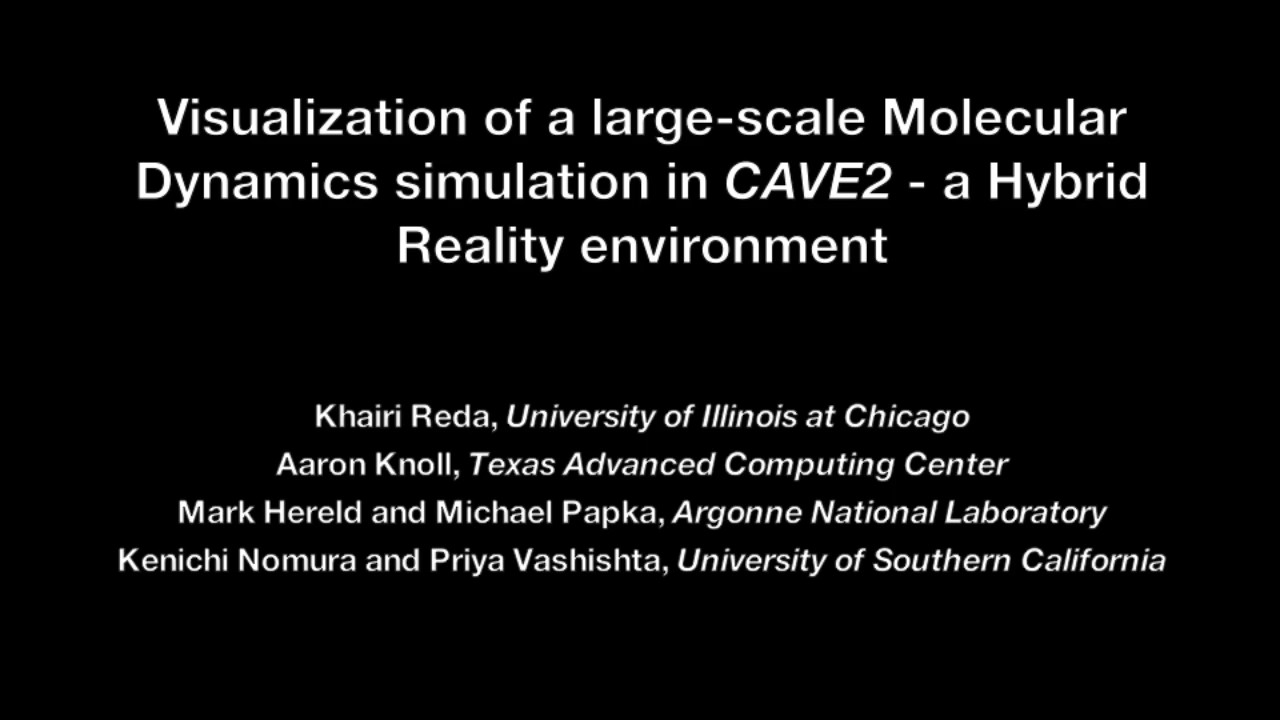 Visualization of a large-scale Molecular
Dynamics simulation in CAVE2 - a Hybrid
Reality environment
Khairi Reda, University of Illinois at Chicago
Aaron Knoll, Texas Advanced Computing Center
Mark Hereld and Michael Papka, Argonne National Laboratory
Kenichi Nomura and Priya Vashishta, University of Southern California